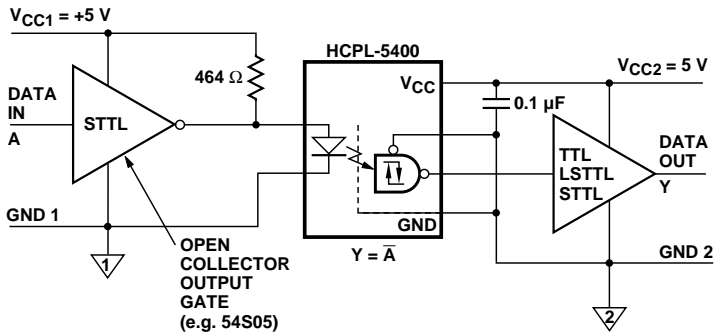 VCC1 = +5 V
464 Ω
HCPL-5400
VCC
VCC2 = 5 V
0.1 µF
DATA
IN
A
STTL
TTL
LSTTL
STTL
DATA
OUT
Y
GND 1
GND
Y = A̅
GND 2
1
OPEN
COLLECTOR
OUTPUT
GATE
(e.g. 54S05)
2